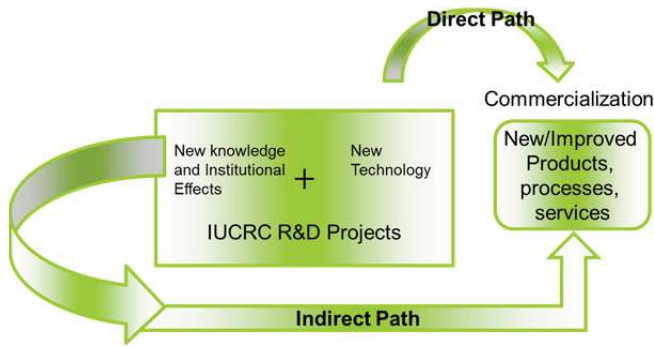 Direct Path
Commercialization
New/Improved
Products,
processes,
services
New knowledge
and Institutional
Effects
+
New
Technology
IUCRC R&D Projects
Indirect Path